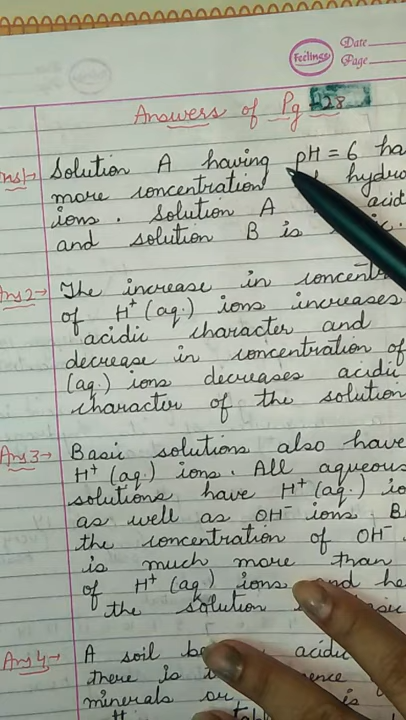 Feelings
Date
Page
Answers of Pg-28
Ans1→ Solution A having pH = 6 ha
more concentration hydro
ions. Solution A acid
and solution B is
Ans2→ The increase in concentr
of H⁺ (aq.) ions increases
acidic character and
decrease in concentration of
(aq.) ions decreases acidic
character of the solution
Ans3→ Basic solutions also have
H⁺ (aq.) ions. All aqueous
solutions have H⁺ (aq.) io
as well as OH⁻ ions B
the concentration of OH⁻
is much more than
of H⁺ (aq.) ions and he
the solution
Ans4→ A soil acidic
there is
minerals or is